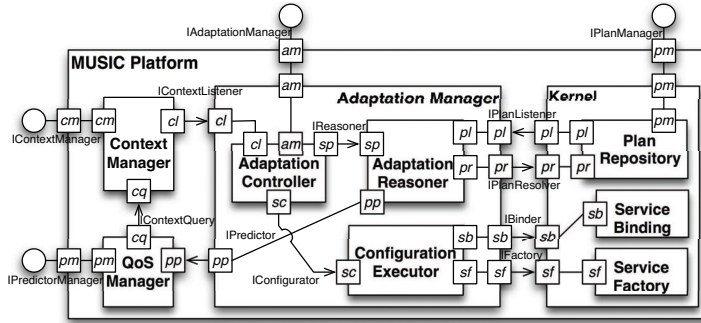 IAdaptationManager
am
IPlanManager
pm
MUSIC Platform
am
pm
IContextListener
Adaptation Manager
Kernel
cm
cm
cl
cl
IReasoner
IPlanListener
pm
IContextManager
Context
Manager
cl
am
sp
sp
pl
pl
pl
pl
Plan
Repository
Adaptation
Controller
Adaptation
Reasoner
pr
pr
pr
pr
IPlanResolver
cq
sc
pp
IContextQuery
cq
IPredictor
IBinder
sb
Service
Binding
pm
pm
QoS
Manager
pp
pp
Configuration
Executor
sb
sb
sb
IPredictorManager
IConfigurator
sc
IFactory
sf
sf
sf
sf
Service
Factory